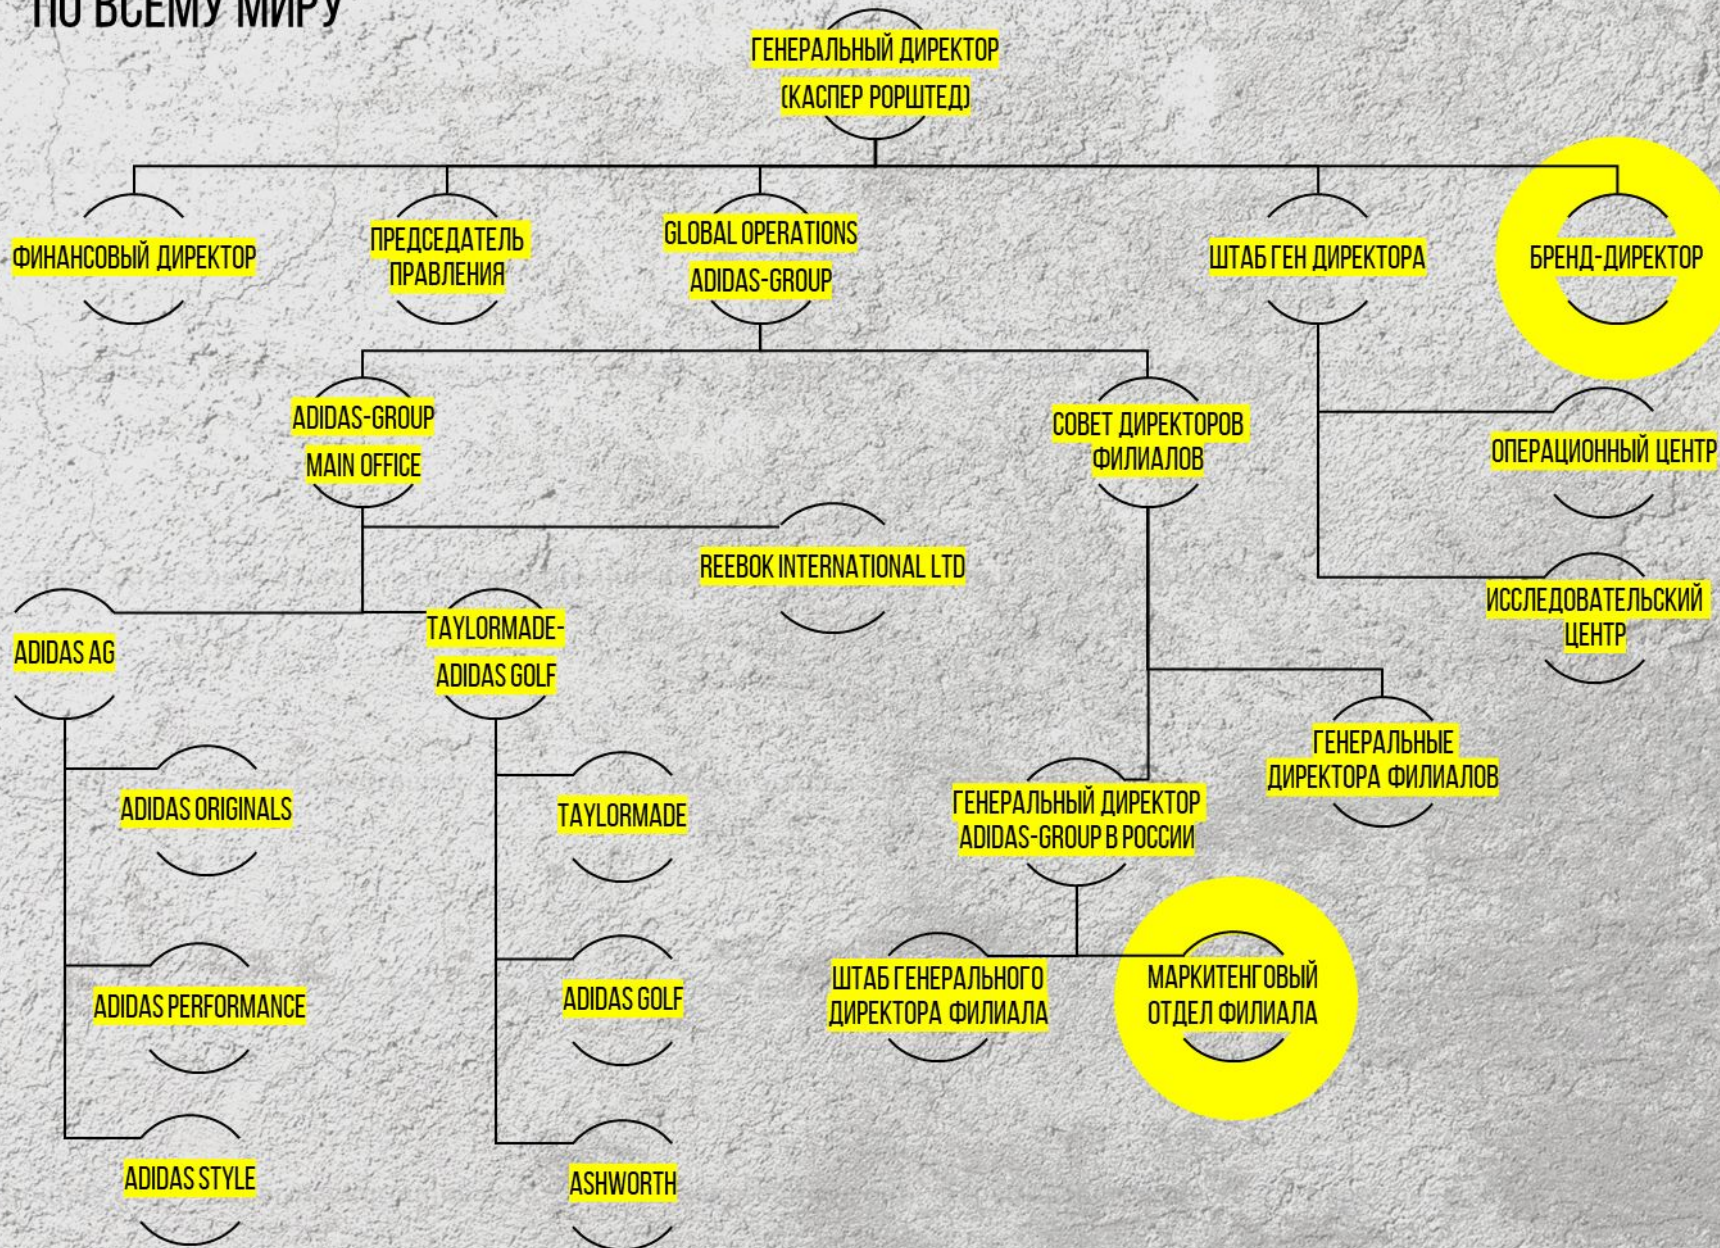 ПО ВСЕМУ МИРУ
ГЕНЕРАЛЬНЫЙ ДИРЕКТОР
(КАСПЕР РОРШТЕД)
ФИНАНСОВЫЙ ДИРЕКТОР
ПРЕДСЕДАТЕЛЬ
ПРАВЛЕНИЯ
GLOBAL OPERATIONS
ADIDAS-GROUP
ШТАБ ГЕН ДИРЕКТОРА
БРЕНД-ДИРЕКТОР
ADIDAS-GROUP
MAIN OFFICE
СОВЕТ ДИРЕКТОРОВ
ФИЛИАЛОВ
ОПЕРАЦИОННЫЙ ЦЕНТР
REEBOK INTERNATIONAL LTD
ИССЛЕДОВАТЕЛЬСКИЙ
ЦЕНТР
ADIDAS AG
TAYLORMADE-
ADIDAS GOLF
ГЕНЕРАЛЬНЫЕ
ДИРЕКТОРА ФИЛИАЛОВ
ADIDAS ORIGINALS
TAYLORMADE
ГЕНЕРАЛЬНЫЙ ДИРЕКТОР
ADIDAS-GROUP В РОССИИ
ADIDAS PERFORMANCE
ADIDAS GOLF
ШТАБ ГЕНЕРАЛЬНОГО
ДИРЕКТОРА ФИЛИАЛА
МАРКИТЕНГОВЫЙ
ОТДЕЛ ФИЛИАЛА
ADIDAS STYLE
ASHWORTH